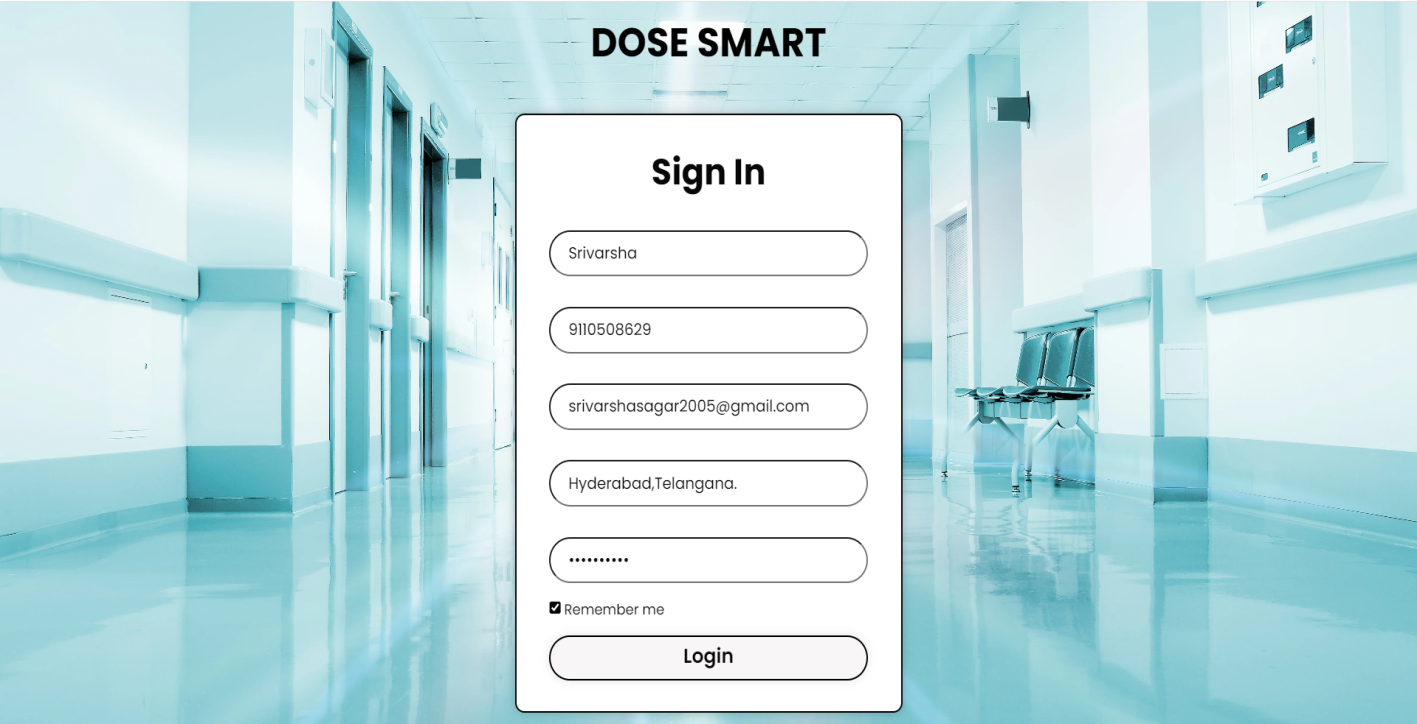 DOSE SMART
Sign In
Srivarsha
9110508629
srivarshasagar2005@gmail.com
Hyderabad,Telangana.
••••••••••
Remember me
Login